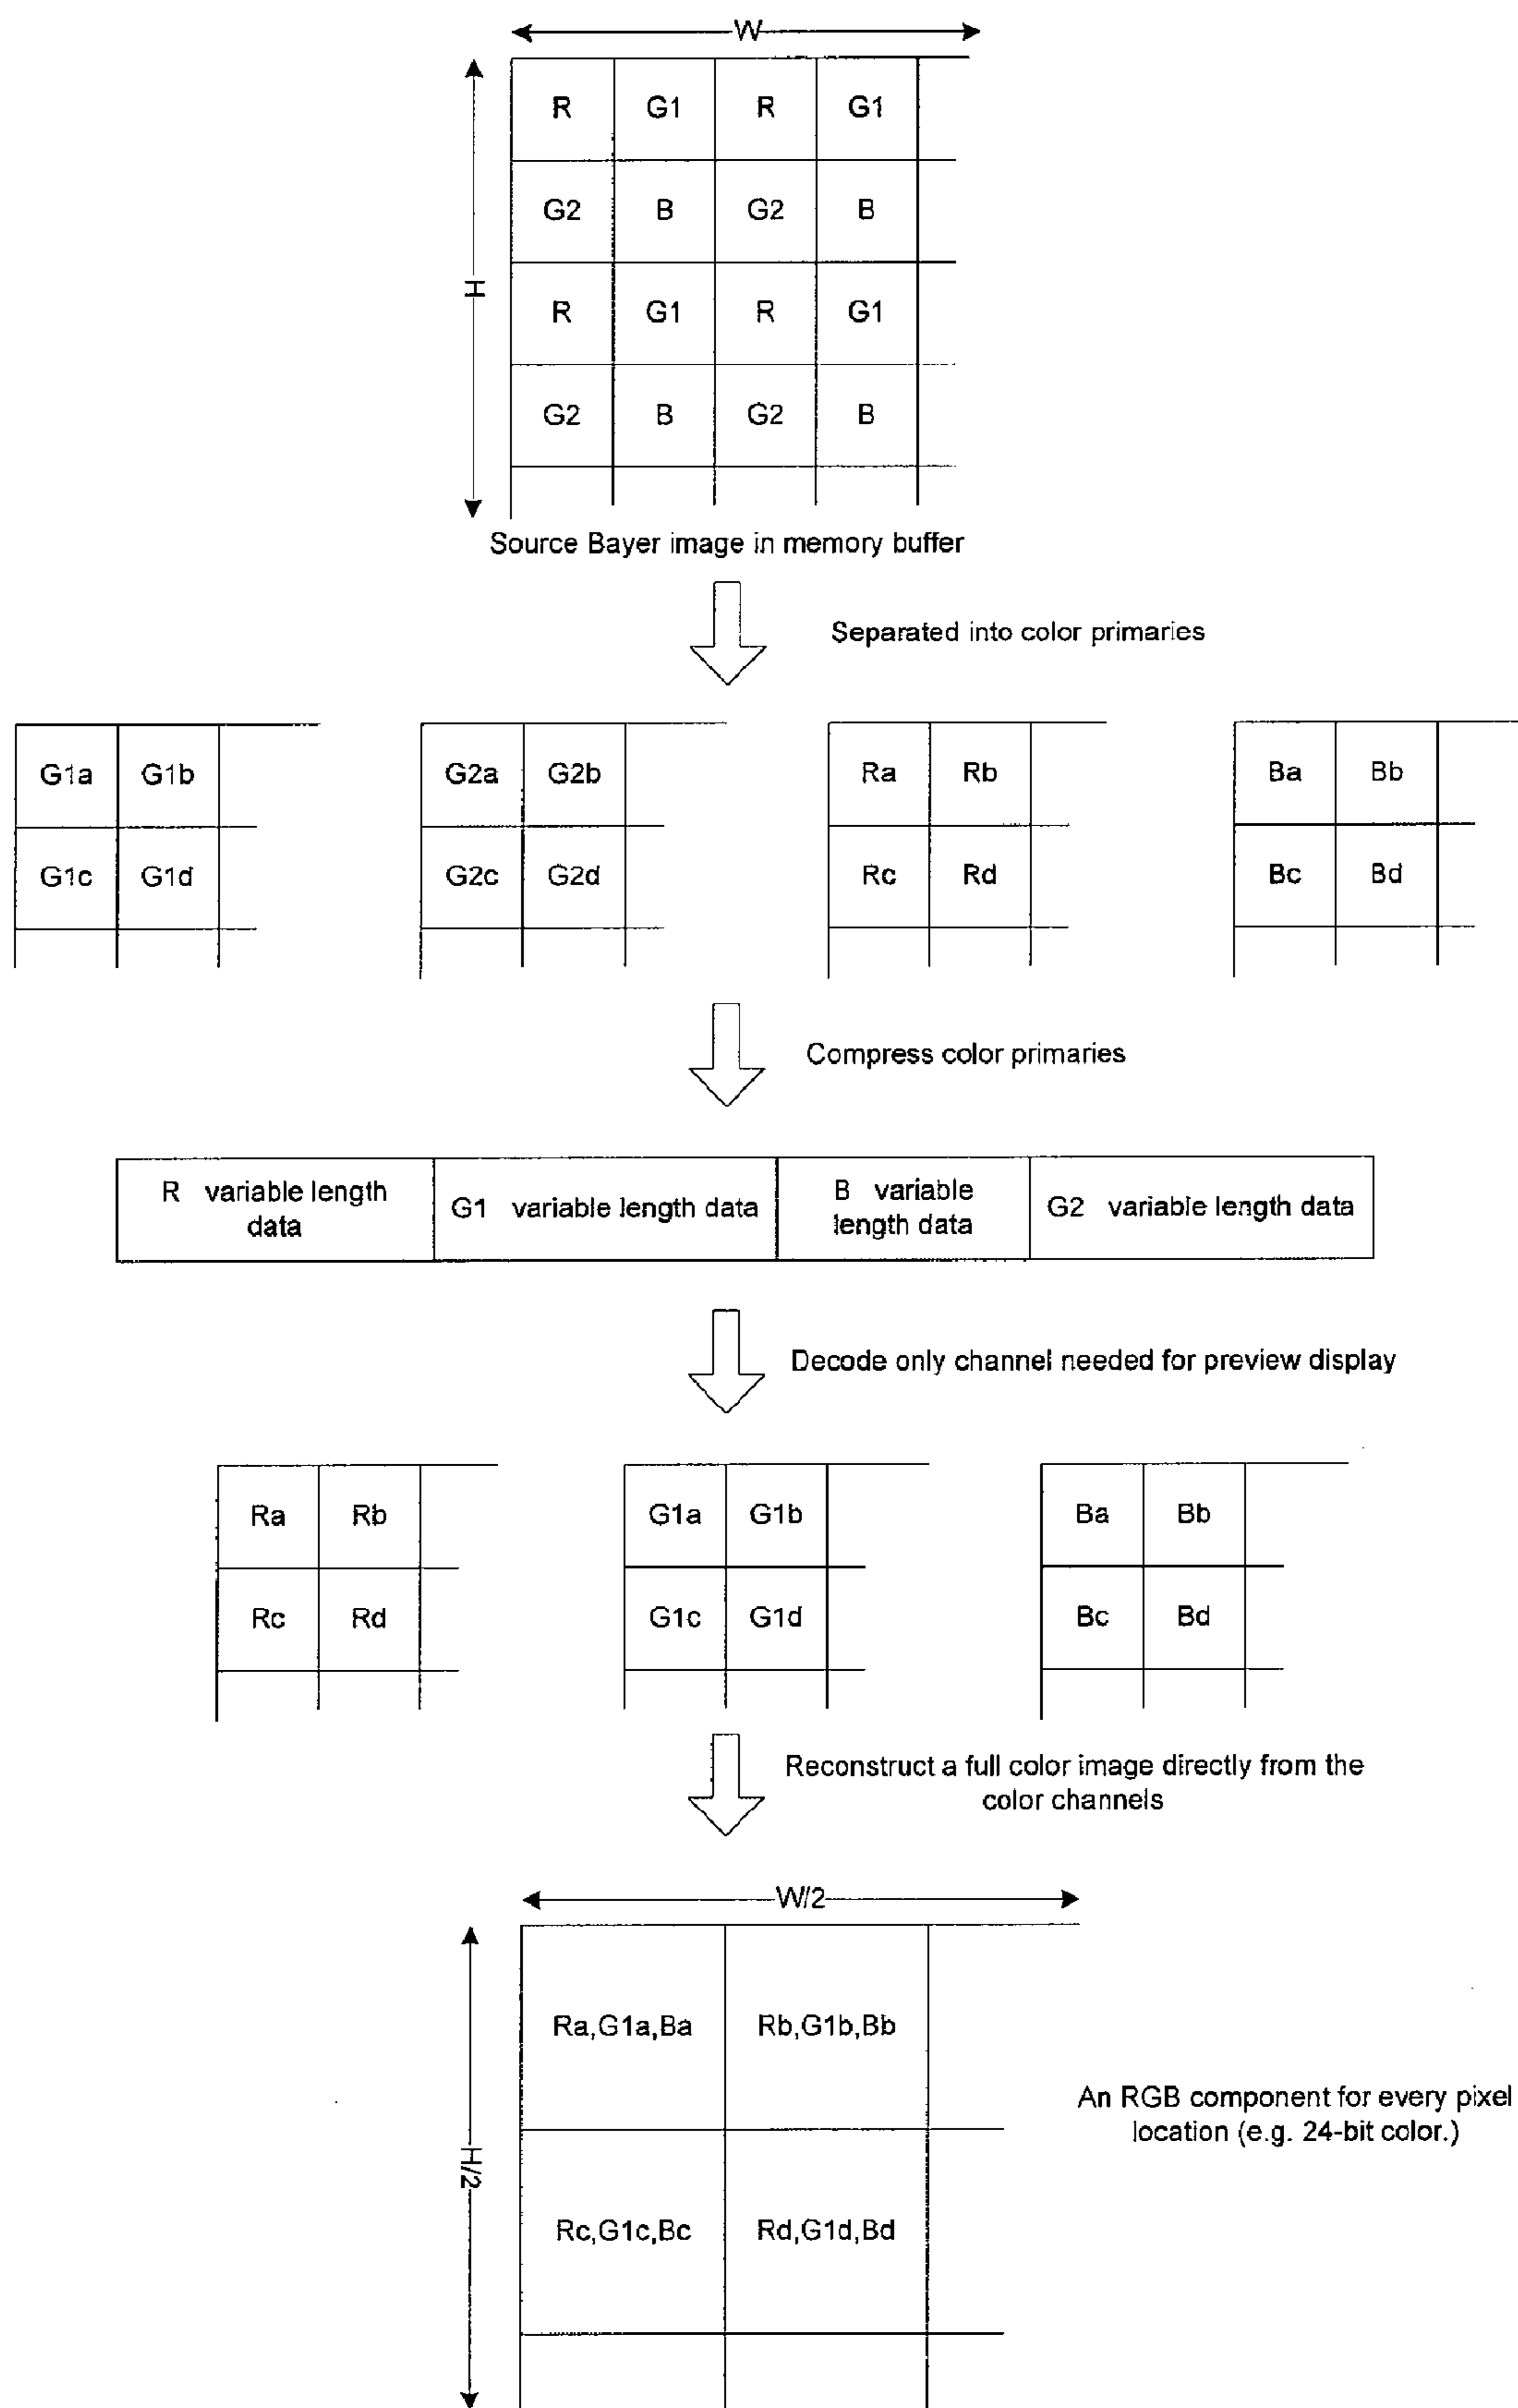 W
H
R G1 R G1
G2 B G2 B
R G1 R G1
G2 B G2 B
Source Bayer image in memory buffer
Separated into color primaries
G1a G1b G2a G2b Ra Rb Ba Bb
G1c G1d G2c G2d Rc Rd Bc Bd
Compress color primaries
R variable length
data
G1 variable length data
B variable
length data
G2 variable length data
Decode only channel needed for preview display
Ra Rb G1a G1b Ba Bb
Rc Rd G1c G1d Bc Bd
Reconstruct a full color image directly from the
color channels
W/2
H/2
Ra,G1a,Ba Rb,G1b,Bb
An RGB component for every pixel
location (e.g. 24-bit color.)
Rc,G1c,Bc Rd,G1d,Bd